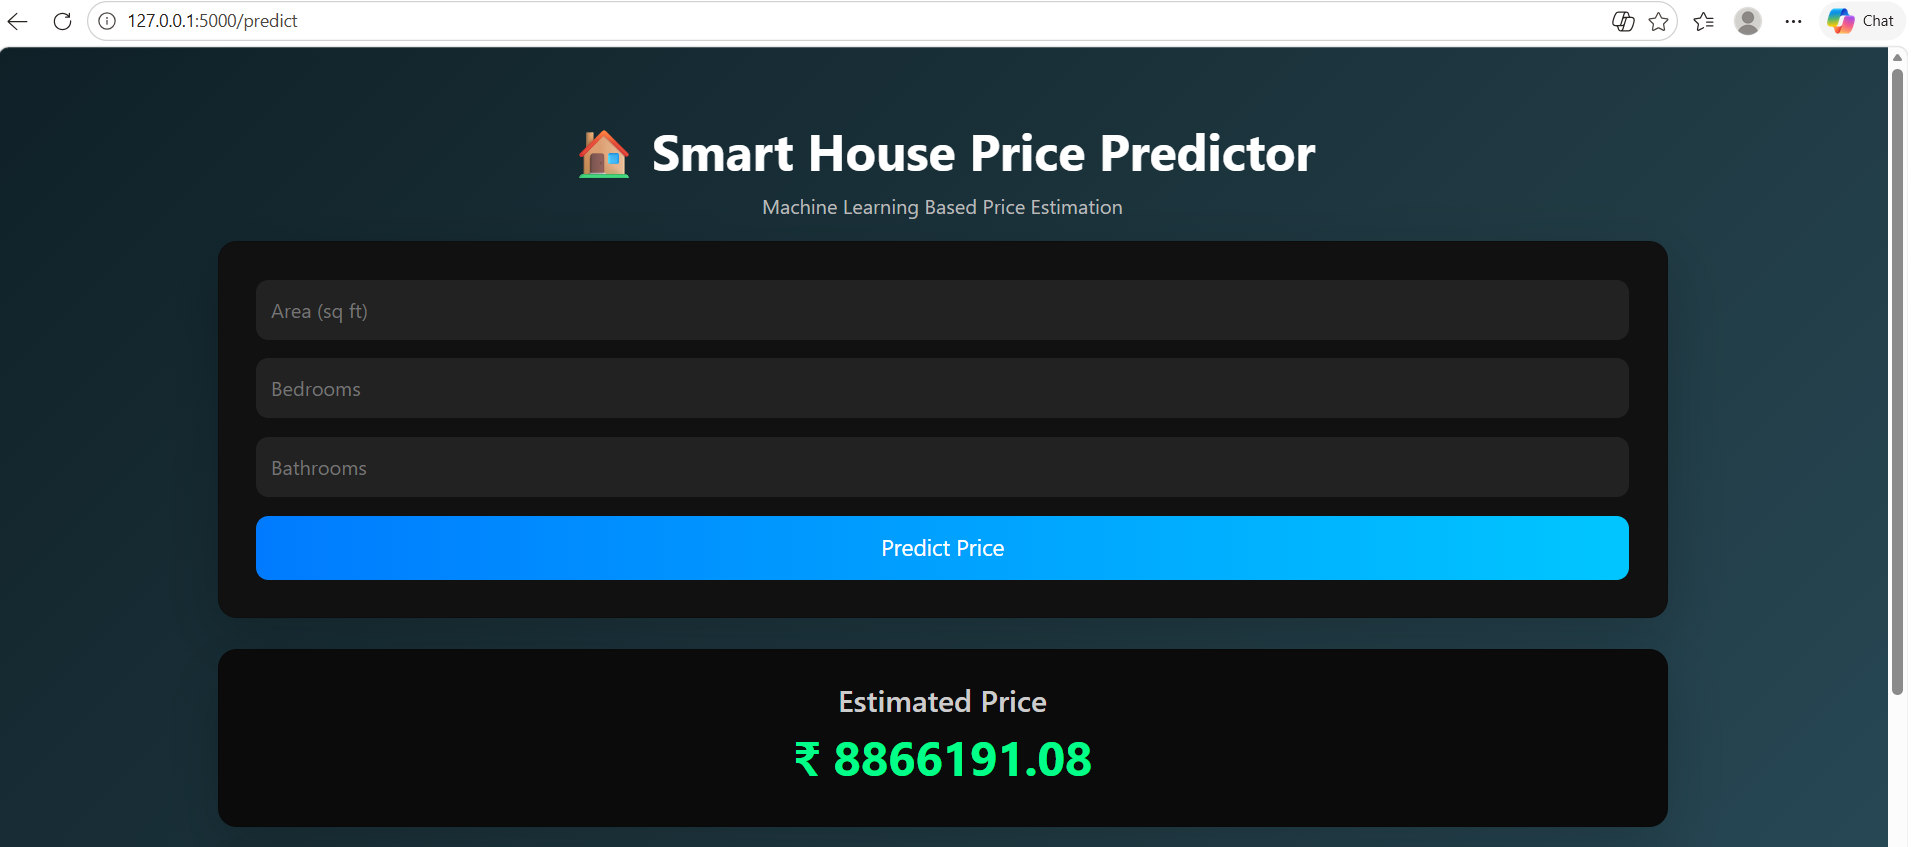 127.0.0.1:5000/predict
Chat
Smart House Price Predictor
Machine Learning Based Price Estimation
Area (sq ft)
Bedrooms
Bathrooms
Predict Price
Estimated Price
₹ 8866191.08